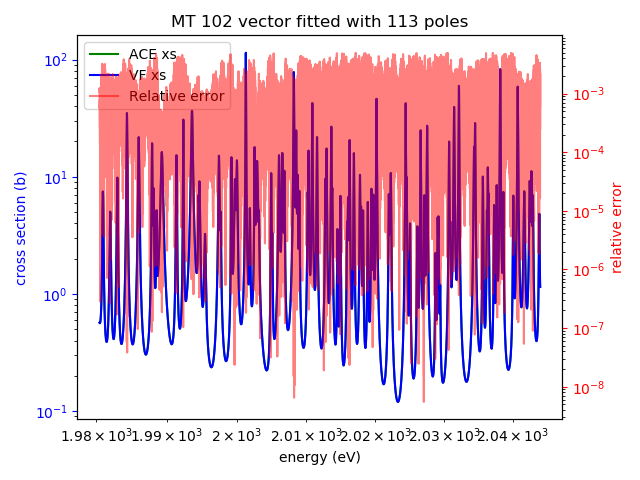 MT 102 vector fitted with 113 poles
ACE xs
VF xs
Relative error
10²
10¹
10⁰
10⁻¹
cross section (b)
10⁻³
10⁻⁴
10⁻⁵
10⁻⁶
10⁻⁷
10⁻⁸
relative error
1.98 × 10³ 1.99 × 10³ 2 × 10³ 2.01 × 10³ 2.02 × 10³ 2.03 × 10³ 2.04 × 10³
energy (eV)